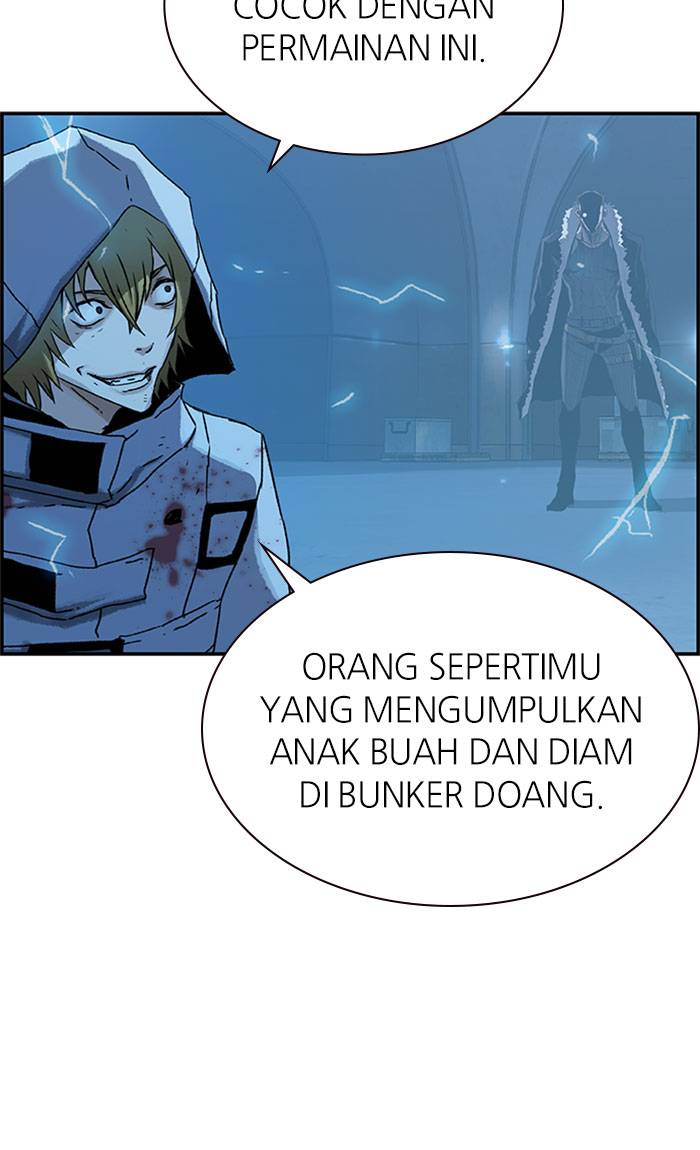 COCOK DENGAN
PERMAINAN INI.
ORANG SEPERTIMU
YANG MENGUMPULKAN
ANAK BUAH DAN DIAM
DI BUNKER DOANG.